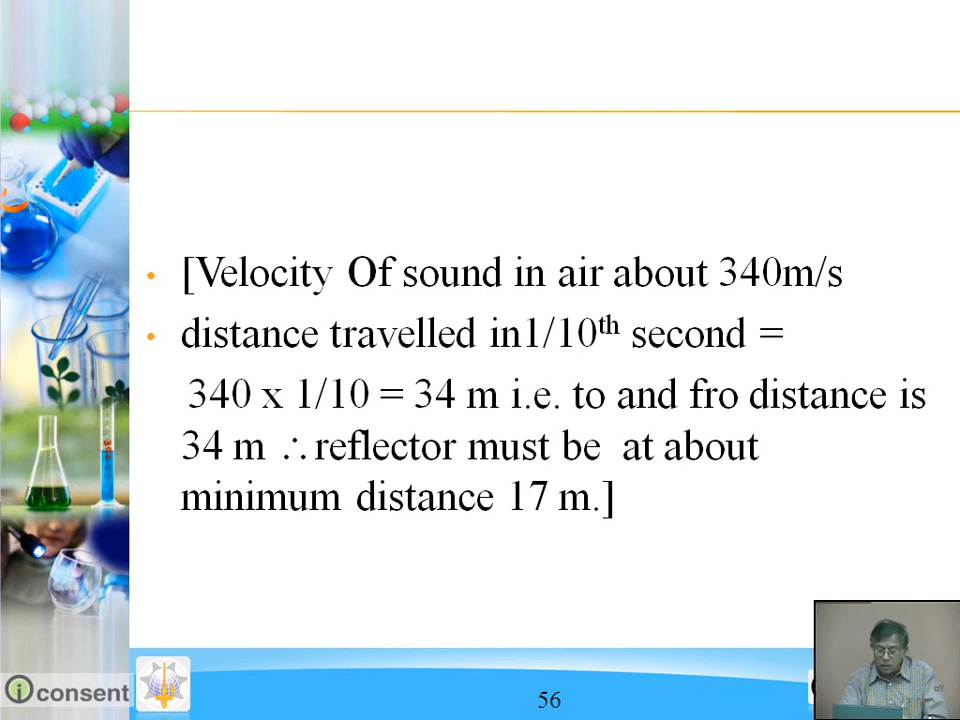 • [Velocity Of sound in air about 340m/s
• distance travelled in1/10th second =
340 x 1/10 = 34 m i.e. to and fro distance is
34 m ∴ reflector must be at about
minimum distance 17 m.]
i consent
56